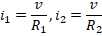 i₁ = v/R₁, i₂ = v/R₂